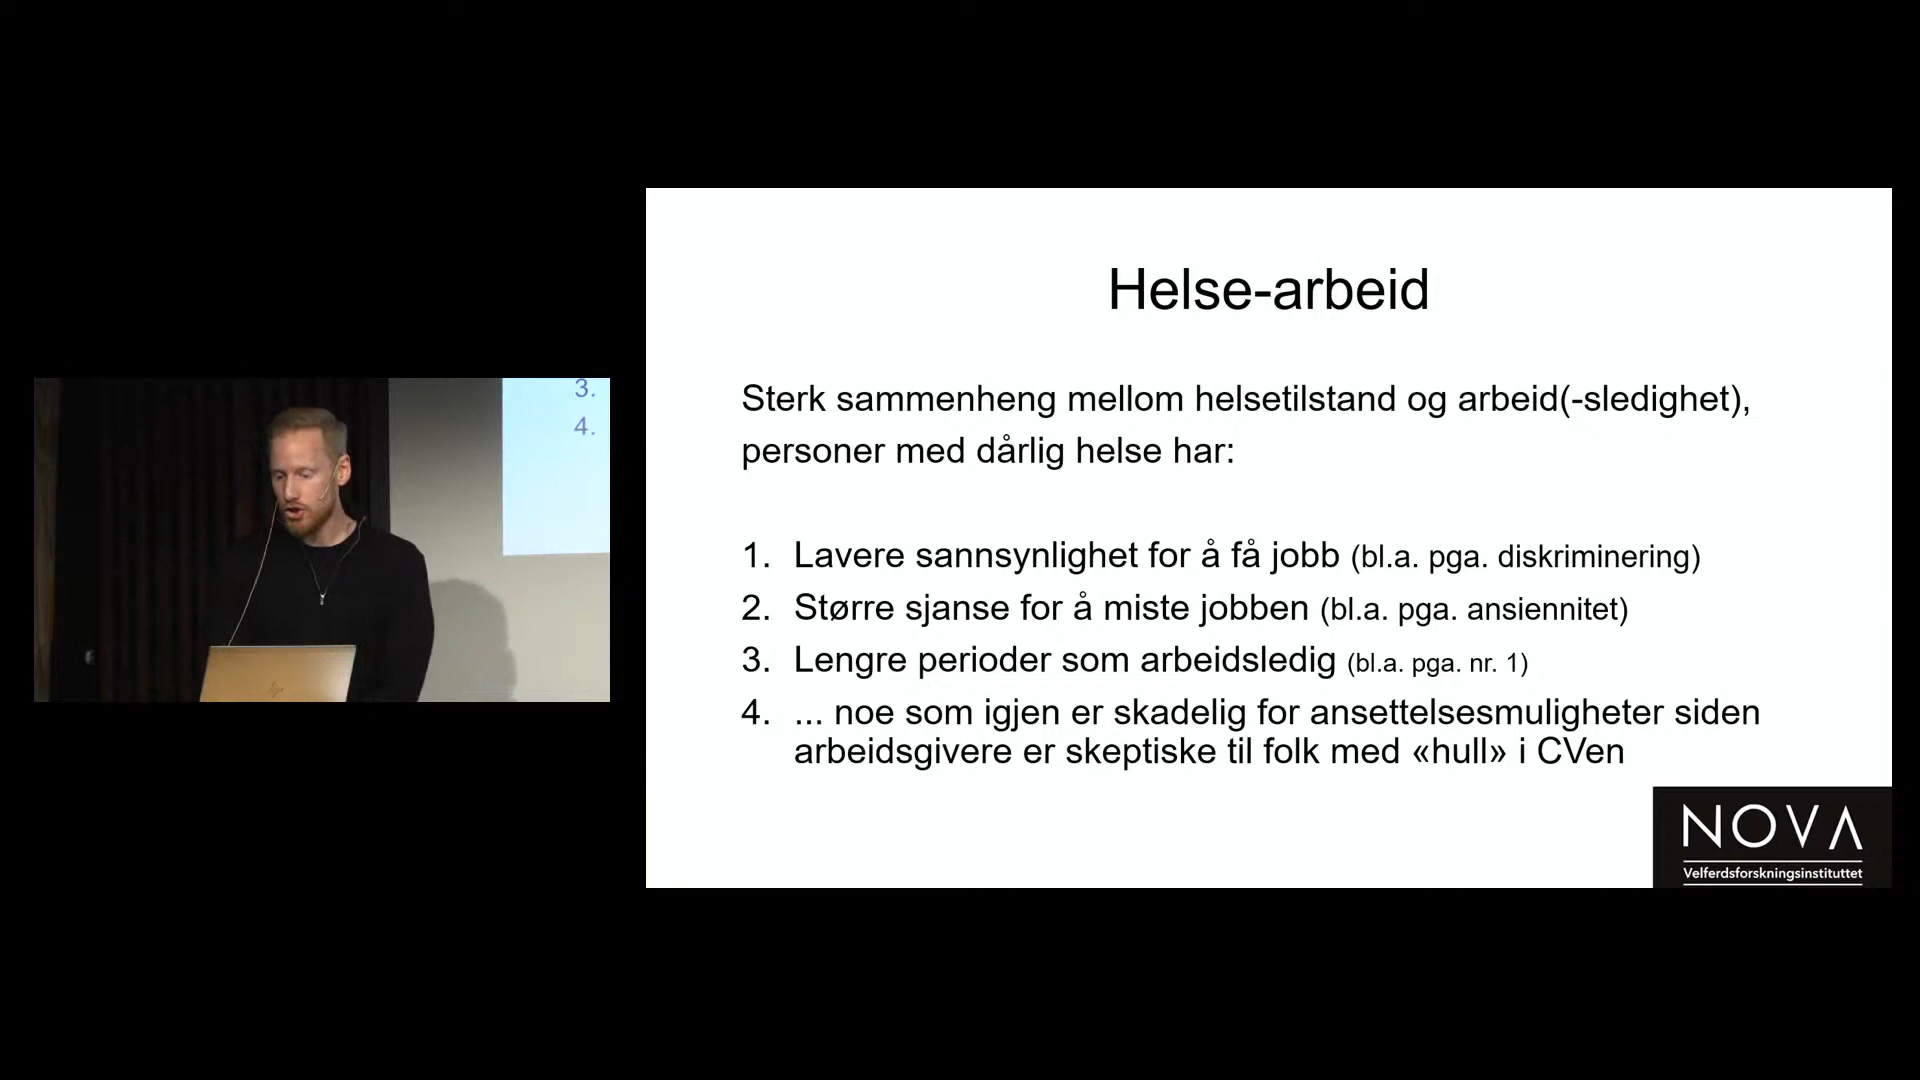 Helse-arbeid
Sterk sammenheng mellom helsetilstand og arbeid(-sledighet),
personer med dårlig helse har:
1. Lavere sannsynlighet for å få jobb (bl.a. pga. diskriminering)
2. Større sjanse for å miste jobben (bl.a. pga. ansiennitet)
3. Lengre perioder som arbeidsledig (bl.a. pga. nr. 1)
4. ... noe som igjen er skadelig for ansettelsesmuligheter siden
arbeidsgivere er skeptiske til folk med «hull» i CVen
NOVA
Velferdsforskningsinstituttet
3.
4.
hp